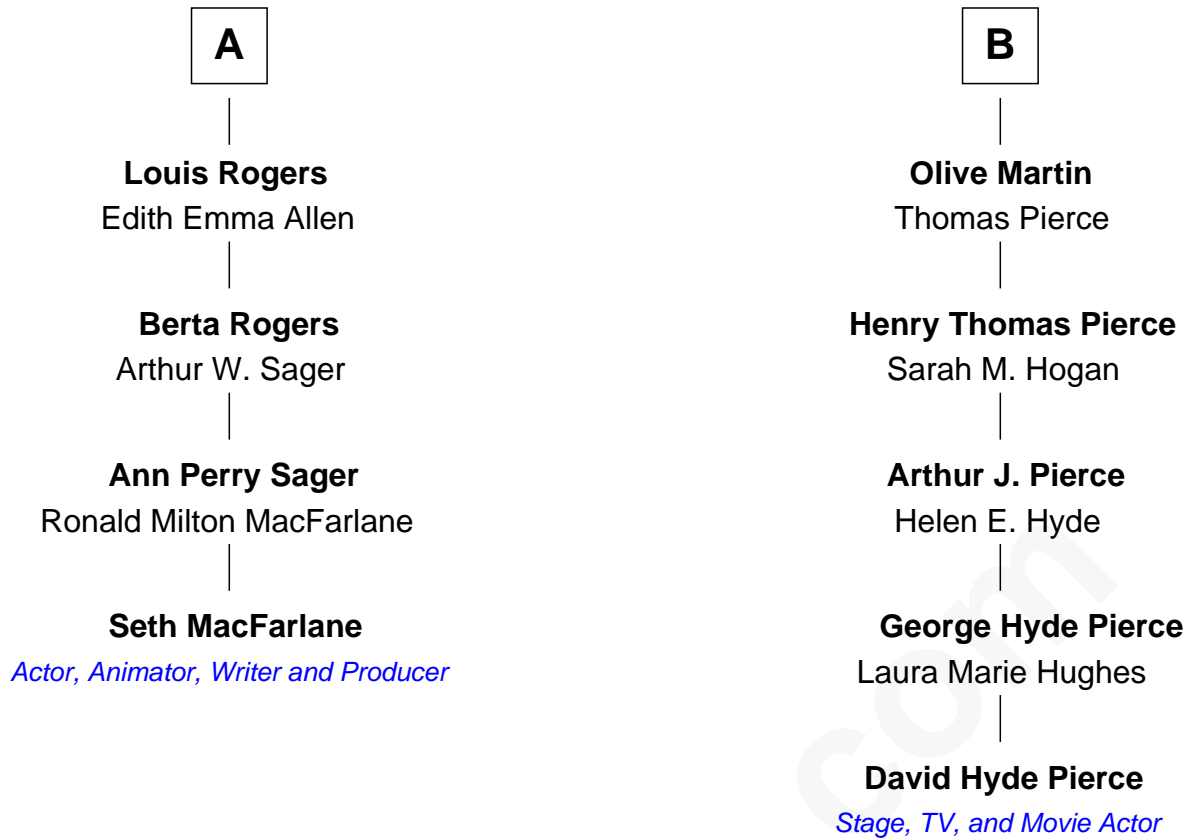 A
Louis Rogers
Edith Emma Allen
Berta Rogers
Arthur W. Sager
Ann Perry Sager
Ronald Milton MacFarlane
Seth MacFarlane
Actor, Animator, Writer and Producer
B
Olive Martin
Thomas Pierce
Henry Thomas Pierce
Sarah M. Hogan
Arthur J. Pierce
Helen E. Hyde
George Hyde Pierce
Laura Marie Hughes
David Hyde Pierce
Stage, TV, and Movie Actor
com